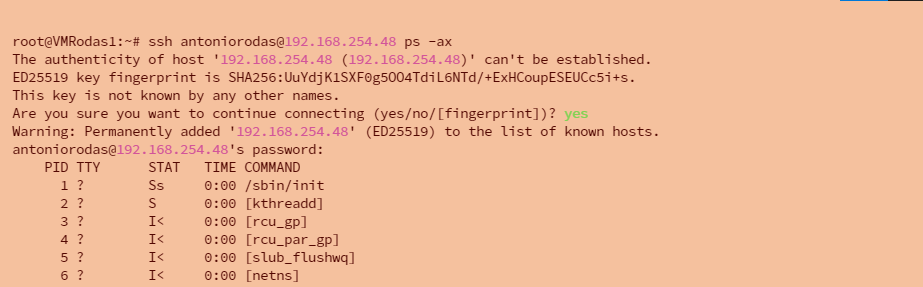 root@VMRodas1:~# ssh antoniorodas@192.168.254.48 ps -ax
The authenticity of host '192.168.254.48 (192.168.254.48)' can't be established.
ED25519 key fingerprint is SHA256:UuYdjK1SXF0g5OO4TdiL6NTd/+ExHCoupESEUCc5i+s.
This key is not known by any other names.
Are you sure you want to continue connecting (yes/no/[fingerprint])? yes
Warning: Permanently added '192.168.254.48' (ED25519) to the list of known hosts.
antoniorodas@192.168.254.48's password:
PID TTY STAT TIME COMMAND
1 ? Ss 0:00 /sbin/init
2 ? S 0:00 [kthreadd]
3 ? I< 0:00 [rcu_gp]
4 ? I< 0:00 [rcu_par_gp]
5 ? I< 0:00 [slub_flushwq]
6 ? I< 0:00 [netns]